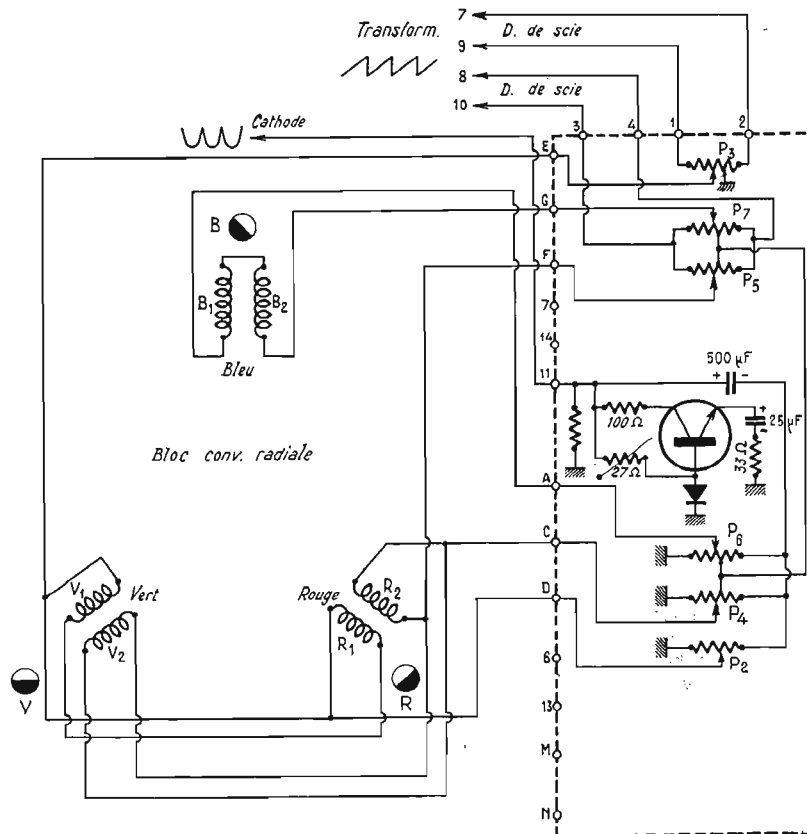 Transform.
7
D. de scie
9
8
D. de scie
10
Cathode
3
4
1
2
E
P3
G
P7
B
F
P5
B1
B2
7
Bleu
14
11
500 µF
+ -
100 Ω
+
25 µF
-
33 Ω
27 Ω
Bloc conv. radiale
A
C
P6
V1
Vert
Rouge
R2
D
P4
V2
R1
P2
6
V
R
13
M
N